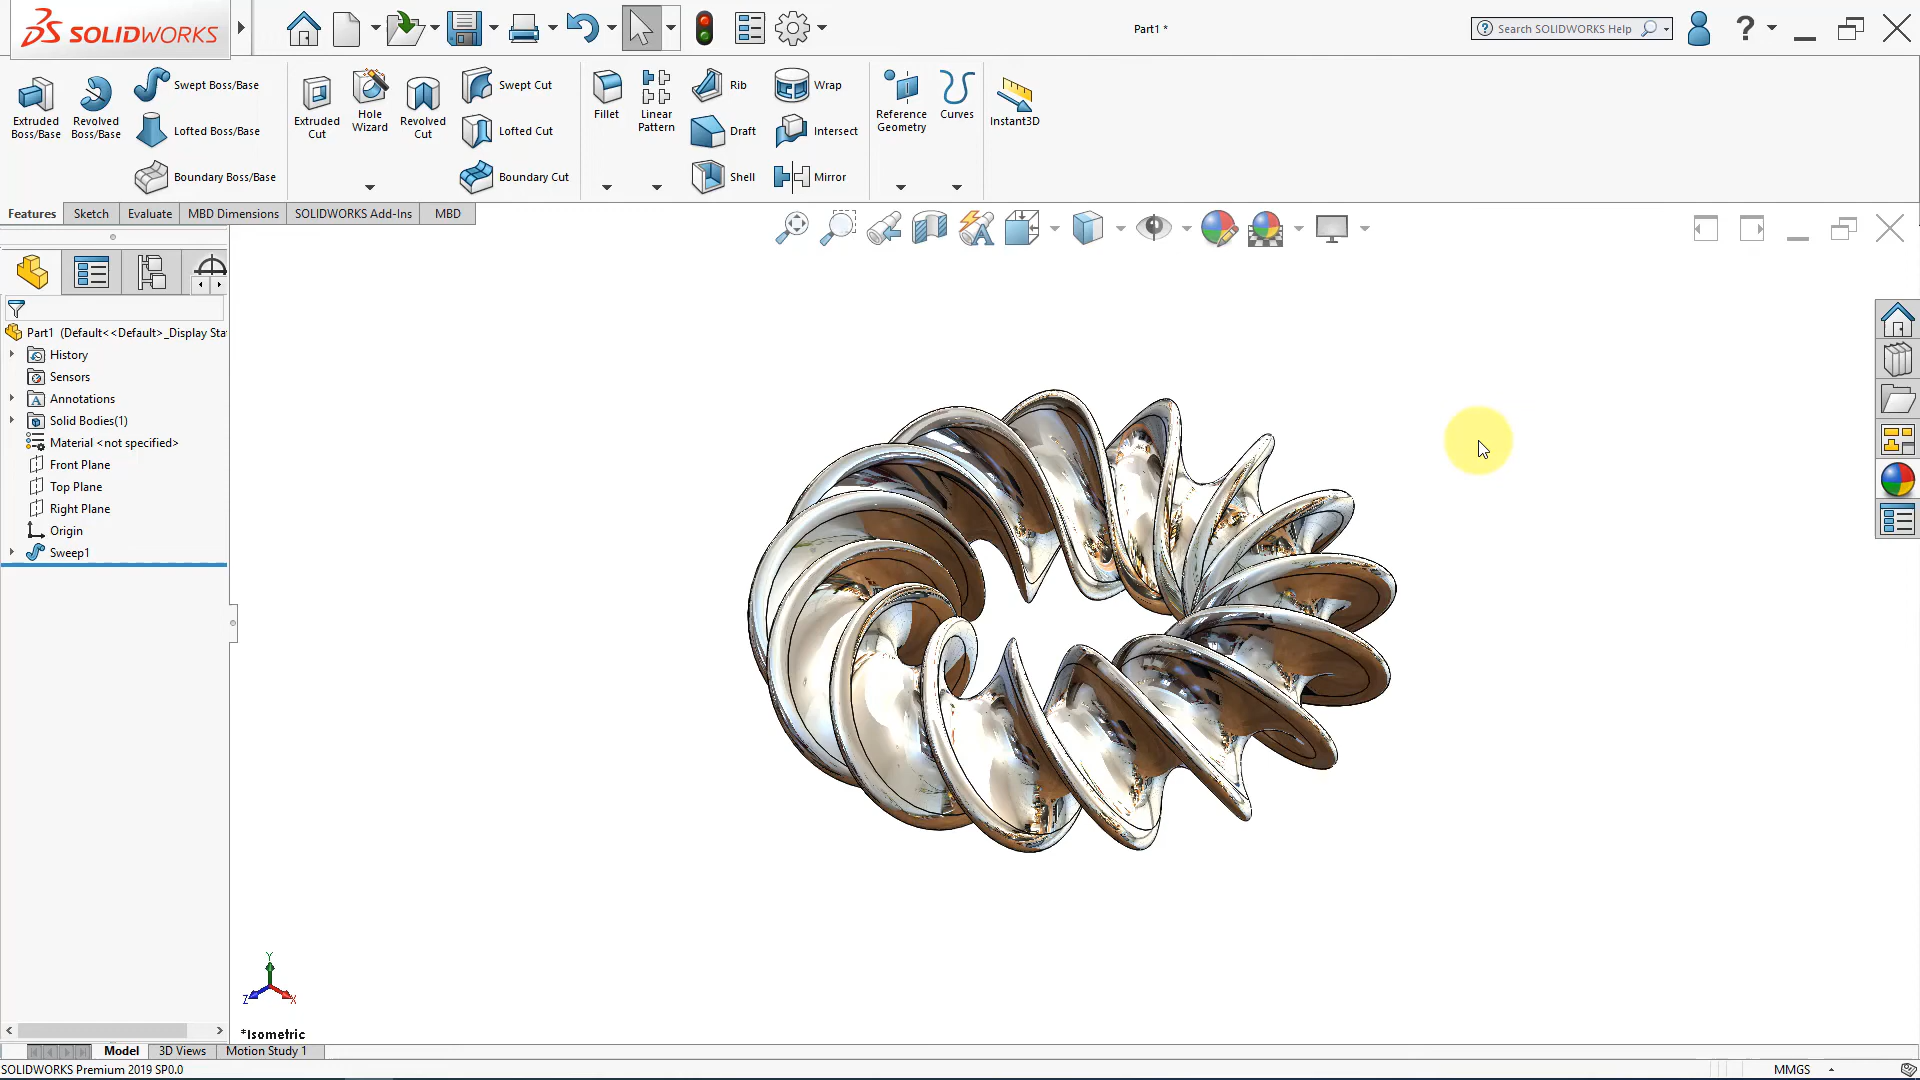 SOLIDWORKS
Part1 *
Search SOLIDWORKS Help
?
Extruded Boss/Base
Revolved Boss/Base
Swept Boss/Base
Lofted Boss/Base
Boundary Boss/Base
Extruded Cut
Hole Wizard
Revolved Cut
Swept Cut
Lofted Cut
Boundary Cut
Fillet
Linear Pattern
Rib
Draft
Shell
Wrap
Intersect
Mirror
Reference Geometry
Curves
Instant3D
Features
Sketch
Evaluate
MBD Dimensions
SOLIDWORKS Add-Ins
MBD
Part1 (Default<<Default>_Display Sta
History
Sensors
Annotations
Solid Bodies(1)
Material <not specified>
Front Plane
Top Plane
Right Plane
Origin
Sweep1
Y
Z
X
*Isometric
Model
3D Views
Motion Study 1
SOLIDWORKS Premium 2019 SP0.0
MMGS